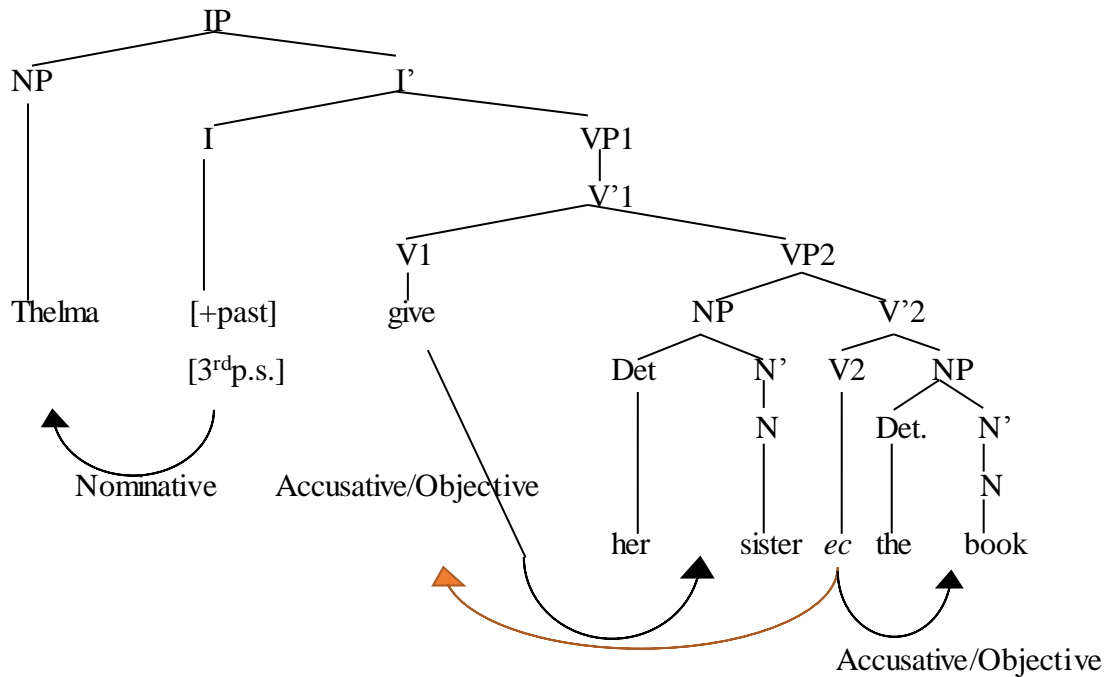 IP
NP I’
I VP1
V’1
V1 VP2
Thelma [+past] give NP V’2
[3rdp.s.] Det N’ V2 NP
N Det. N’
Nominative Accusative/Objective N
her sister ec the book
Accusative/Objective